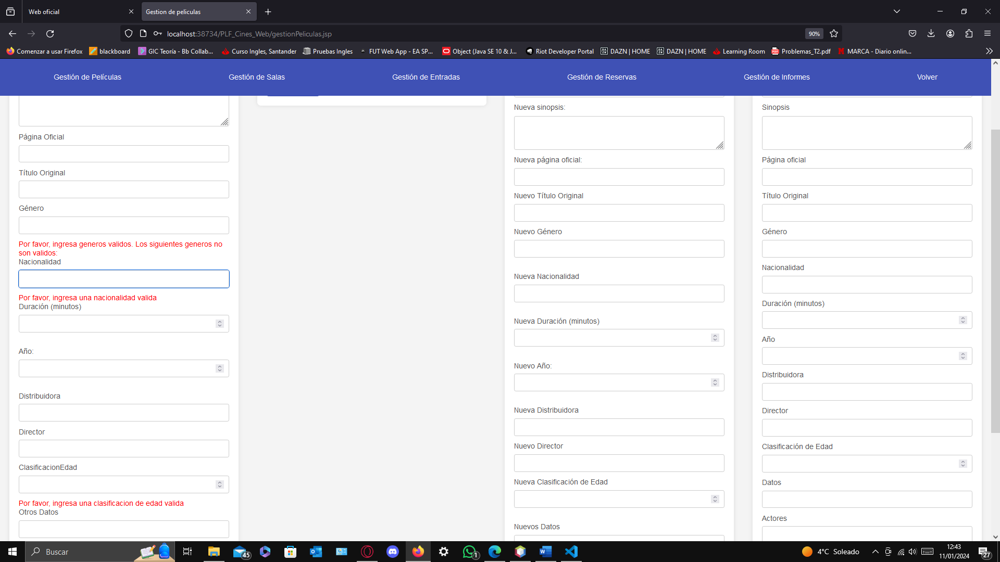 Web oficial
Gestion de peliculas
localhost:38734/PLF_Cines_Web/gestionPeliculas.jsp
90%
Comenzar a usar Firefox
blackboard
GIC Teoría - Bb Collab...
Curso Ingles, Santander
Pruebas Ingles
FUT Web App - EA SP...
Object (Java SE 10 & J...
Riot Developer Portal
DAZN | HOME
DAZN | HOME
Learning Room
Problemas_T2.pdf
MARCA - Diario onlin...
Gestión de Películas
Gestión de Salas
Gestión de Entradas
Gestión de Reservas
Gestión de Informes
Volver
Página Oficial
Título Original
Género
Por favor, ingresa generos validos. Los siguientes generos no
son validos:
Nacionalidad
Por favor, ingresa una nacionalidad valida
Duración (minutos)
Año:
Distribuidora
Director
ClasificacionEdad
Por favor, ingresa una clasificacion de edad valida
Otros Datos
Nueva sinopsis:
Nueva página oficial:
Nuevo Título Original
Nuevo Género
Nueva Nacionalidad
Nueva Duración (minutos)
Nuevo Año:
Nueva Distribuidora
Nuevo Director
Nueva Clasificación de Edad
Nuevos Datos
Sinopsis
Página oficial
Título Original
Género
Nacionalidad
Duración (minutos)
Año
Distribuidora
Director
Clasificación de Edad
Datos
Actores
Buscar
45
1
4°C Soleado
12:43
11/01/2024
27